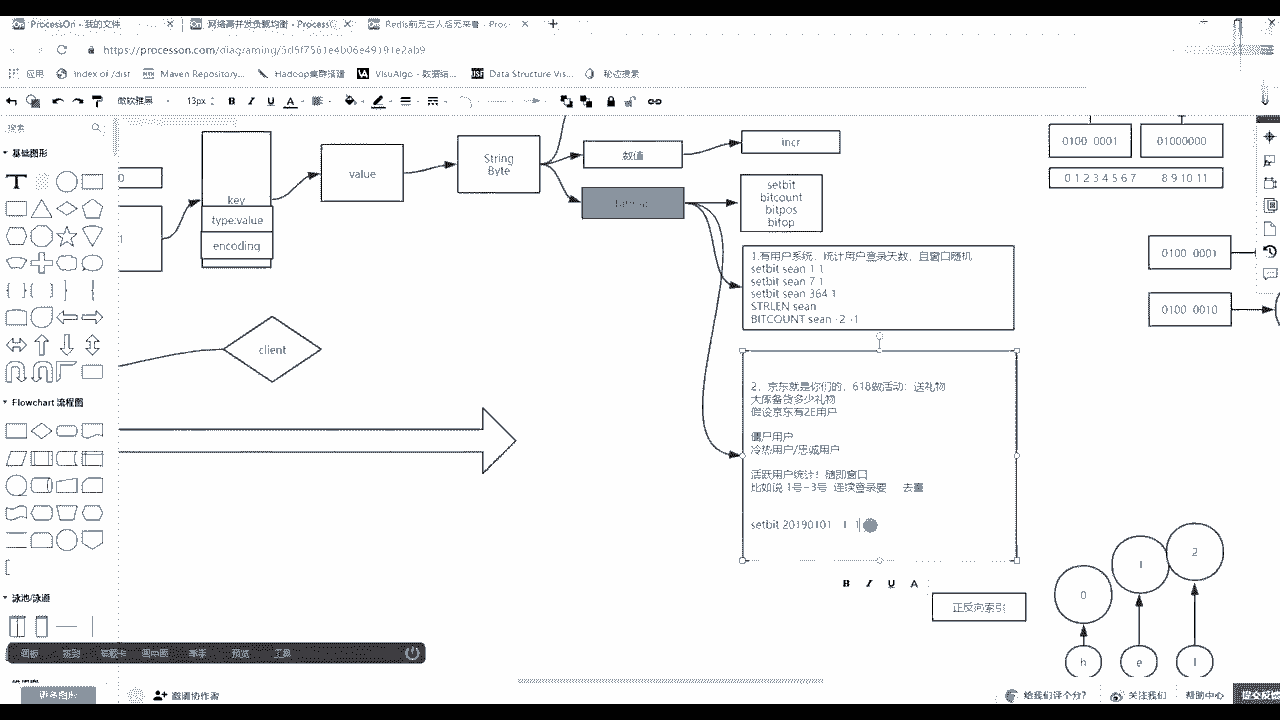 ProcessOn - 我的文件
网络高并发负载均衡 - Process
Redis前无古人后无来者 - Proc
https://processon.com/diagraming/5d5f7561e4b06e49191e2ab9
应用
Index of /dist
Maven Repository...
Hadoop集群搭建
VisuAlgo - 数据结...
Data Structure Vis...
秘迹搜索
微软雅黑
13px
B I U A
搜索
基础图形
Flowchart 流程图
泳池/泳道
更多图形
key
type:value
encoding
value
String
Byte
数值
incr
setbit
bitcount
bitpos
bitop
1.有用户系统，统计用户登录天数，且窗口随机
setbit sean 1 1
setbit sean 7 1
setbit sean 364 1
STRLEN sean
BITCOUNT sean -2 -1
client
2，京东就是你们的，618做活动：送礼物
大库备货多少礼物
假设京东有2E用户
僵尸用户
冷热用户/忠诚用户
活跃用户统计！随即窗口
比如说 1号~3号 连续登录要 去重
setbit 20190101 1 1
B I U A
正反向索引
0100 0001
01000000
0 1 2 3 4 5 6 7 8 9 10 11
0100 0001
0100 0010
0
1
2
h
e
l
预览
工具
邀请协作者
给我们评个分?
关注我们
帮助中心
提交反馈